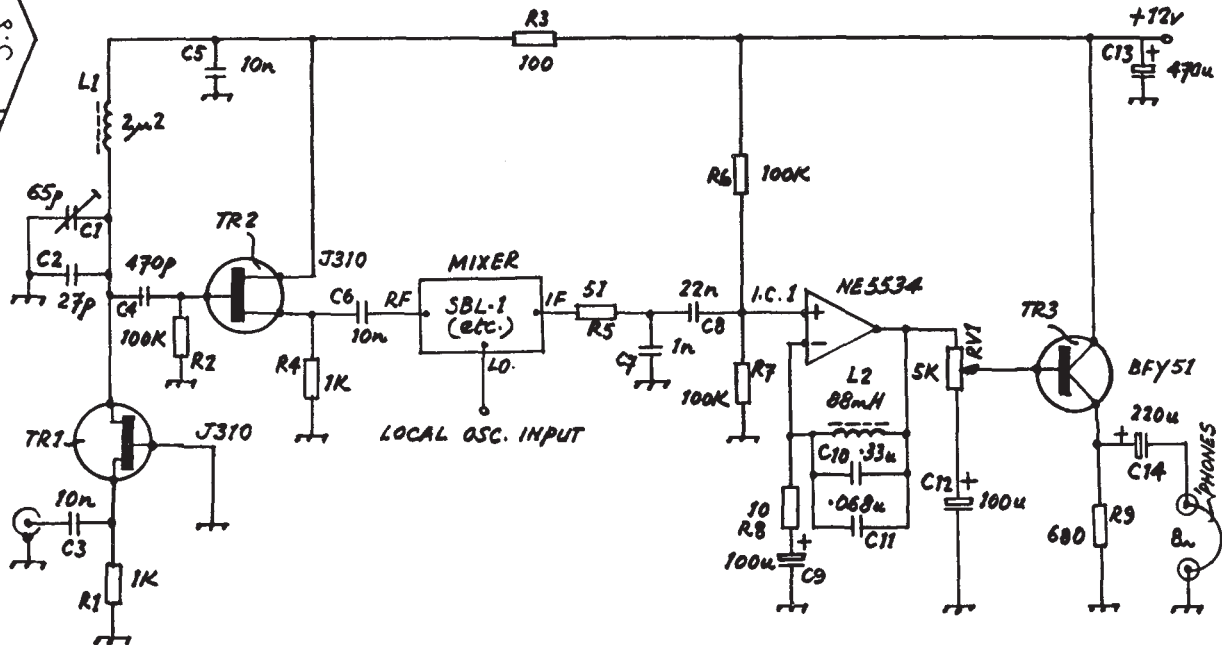 R3
100
+12v
C5
10n
C13
+
470u
L1
2µ2
R6
100K
65p
C1
TR2
C2
27p
470p
C4
J310
MIXER
SBL-1
(etc.)
RF
IF
LO.
C6
10n
51
R5
22n
C8
I.C.1
NE5534
+
−
TR3
BFY51
RV1
5K
100K
R2
R4
1K
C7
1n
R7
100K
L2
88mH
C10
.33u
.068u
C11
LOCAL OSC. INPUT
TR1
J310
10n
C3
R1
1K
10
R8
+
100u
C9
C12
+
100u
+
220u
C14
'PHONES
680
R9
8~